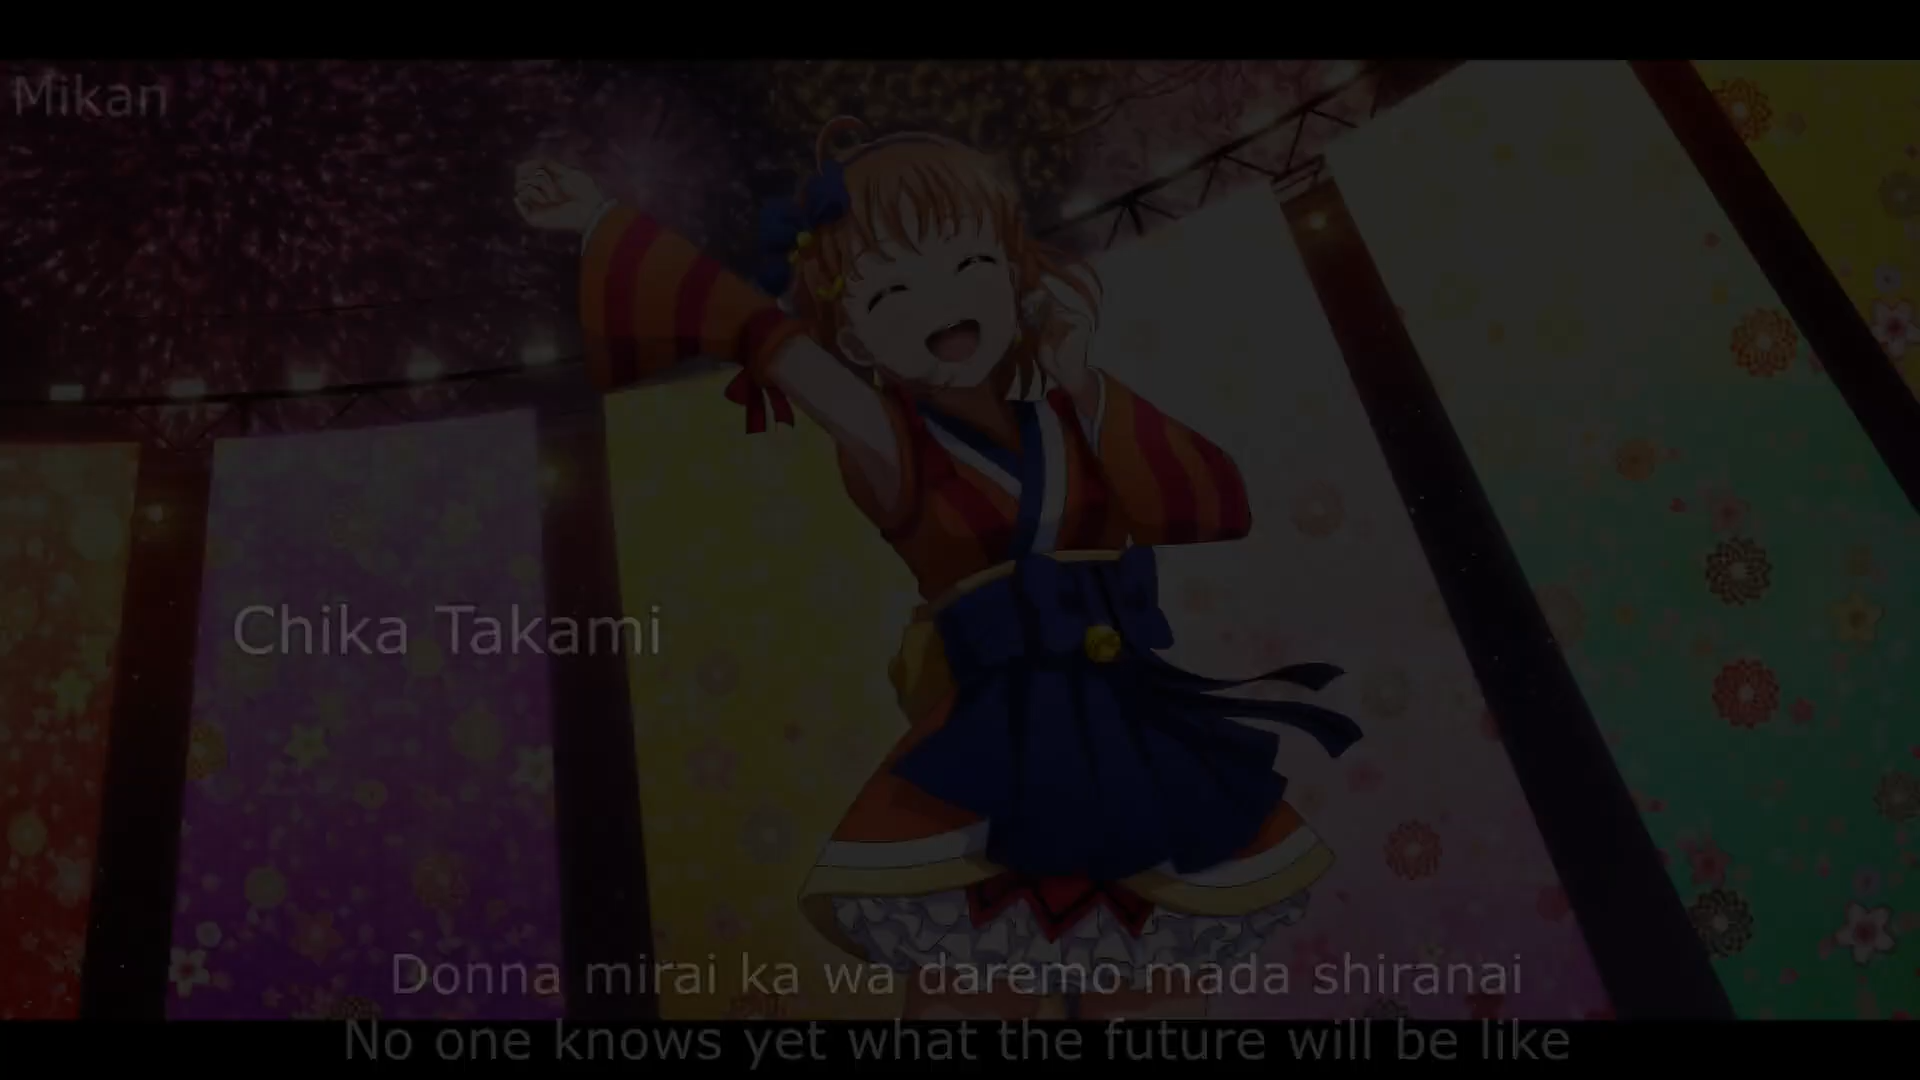 Mikan
Chika Takami
Donna mirai ka wa daremo mada shiranai
No one knows yet what the future will be like